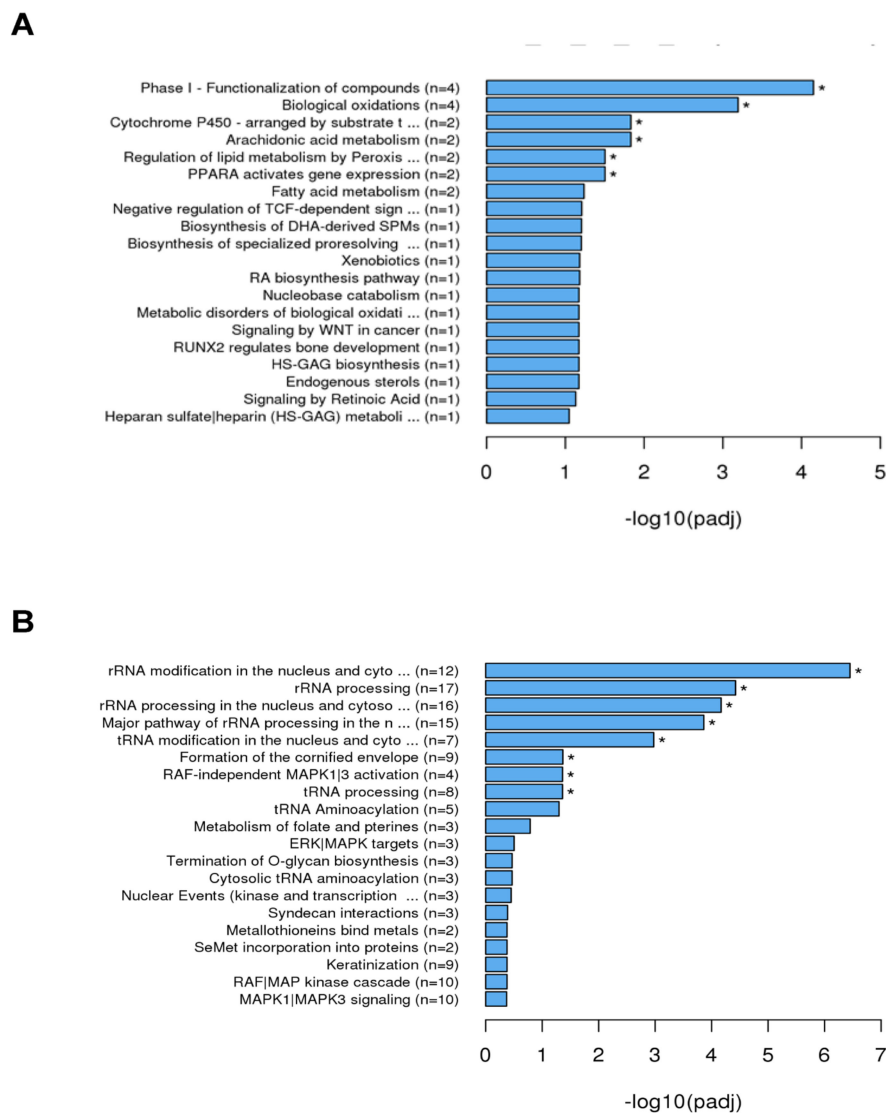 A
Phase I - Functionalization of compounds (n=4)
*
Biological oxidations (n=4)
*
Cytochrome P450 - arranged by substrate t ... (n=2)
*
Arachidonic acid metabolism (n=2)
*
Regulation of lipid metabolism by Peroxis ... (n=2)
*
PPARA activates gene expression (n=2)
*
Fatty acid metabolism (n=2)
Negative regulation of TCF-dependent sign ... (n=1)
Biosynthesis of DHA-derived SPMs (n=1)
Biosynthesis of specialized proresolving ... (n=1)
Xenobiotics (n=1)
RA biosynthesis pathway (n=1)
Nucleobase catabolism (n=1)
Metabolic disorders of biological oxidati ... (n=1)
Signaling by WNT in cancer (n=1)
RUNX2 regulates bone development (n=1)
HS-GAG biosynthesis (n=1)
Endogenous sterols (n=1)
Signaling by Retinoic Acid (n=1)
Heparan sulfate|heparin (HS-GAG) metaboli ... (n=1)
0 1 2 3 4 5
-log10(padj)
B
rRNA modification in the nucleus and cyto ... (n=12)
*
rRNA processing (n=17)
*
rRNA processing in the nucleus and cytoso ... (n=16)
*
Major pathway of rRNA processing in the n ... (n=15)
*
tRNA modification in the nucleus and cyto ... (n=7)
*
Formation of the cornified envelope (n=9)
*
RAF-independent MAPK1|3 activation (n=4)
*
tRNA processing (n=8)
*
tRNA Aminoacylation (n=5)
Metabolism of folate and pterines (n=3)
ERK|MAPK targets (n=3)
Termination of O-glycan biosynthesis (n=3)
Cytosolic tRNA aminoacylation (n=3)
Nuclear Events (kinase and transcription ... (n=3)
Syndecan interactions (n=3)
Metallothioneins bind metals (n=2)
SeMet incorporation into proteins (n=2)
Keratinization (n=9)
RAF|MAP kinase cascade (n=10)
MAPK1|MAPK3 signaling (n=10)
0 1 2 3 4 5 6 7
-log10(padj)